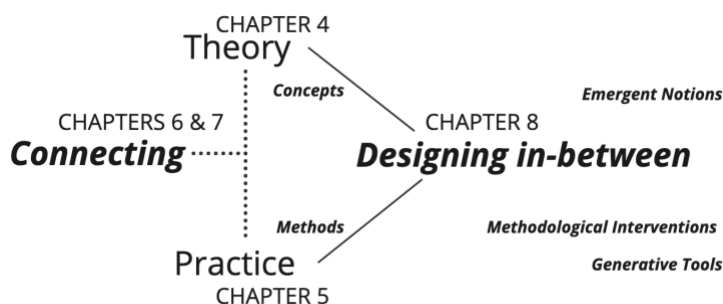 CHAPTER 4
Theory
Concepts
Emergent Notions
CHAPTERS 6 & 7
CHAPTER 8
Connecting
Designing in-between
Methods
Methodological Interventions
Practice
Generative Tools
CHAPTER 5